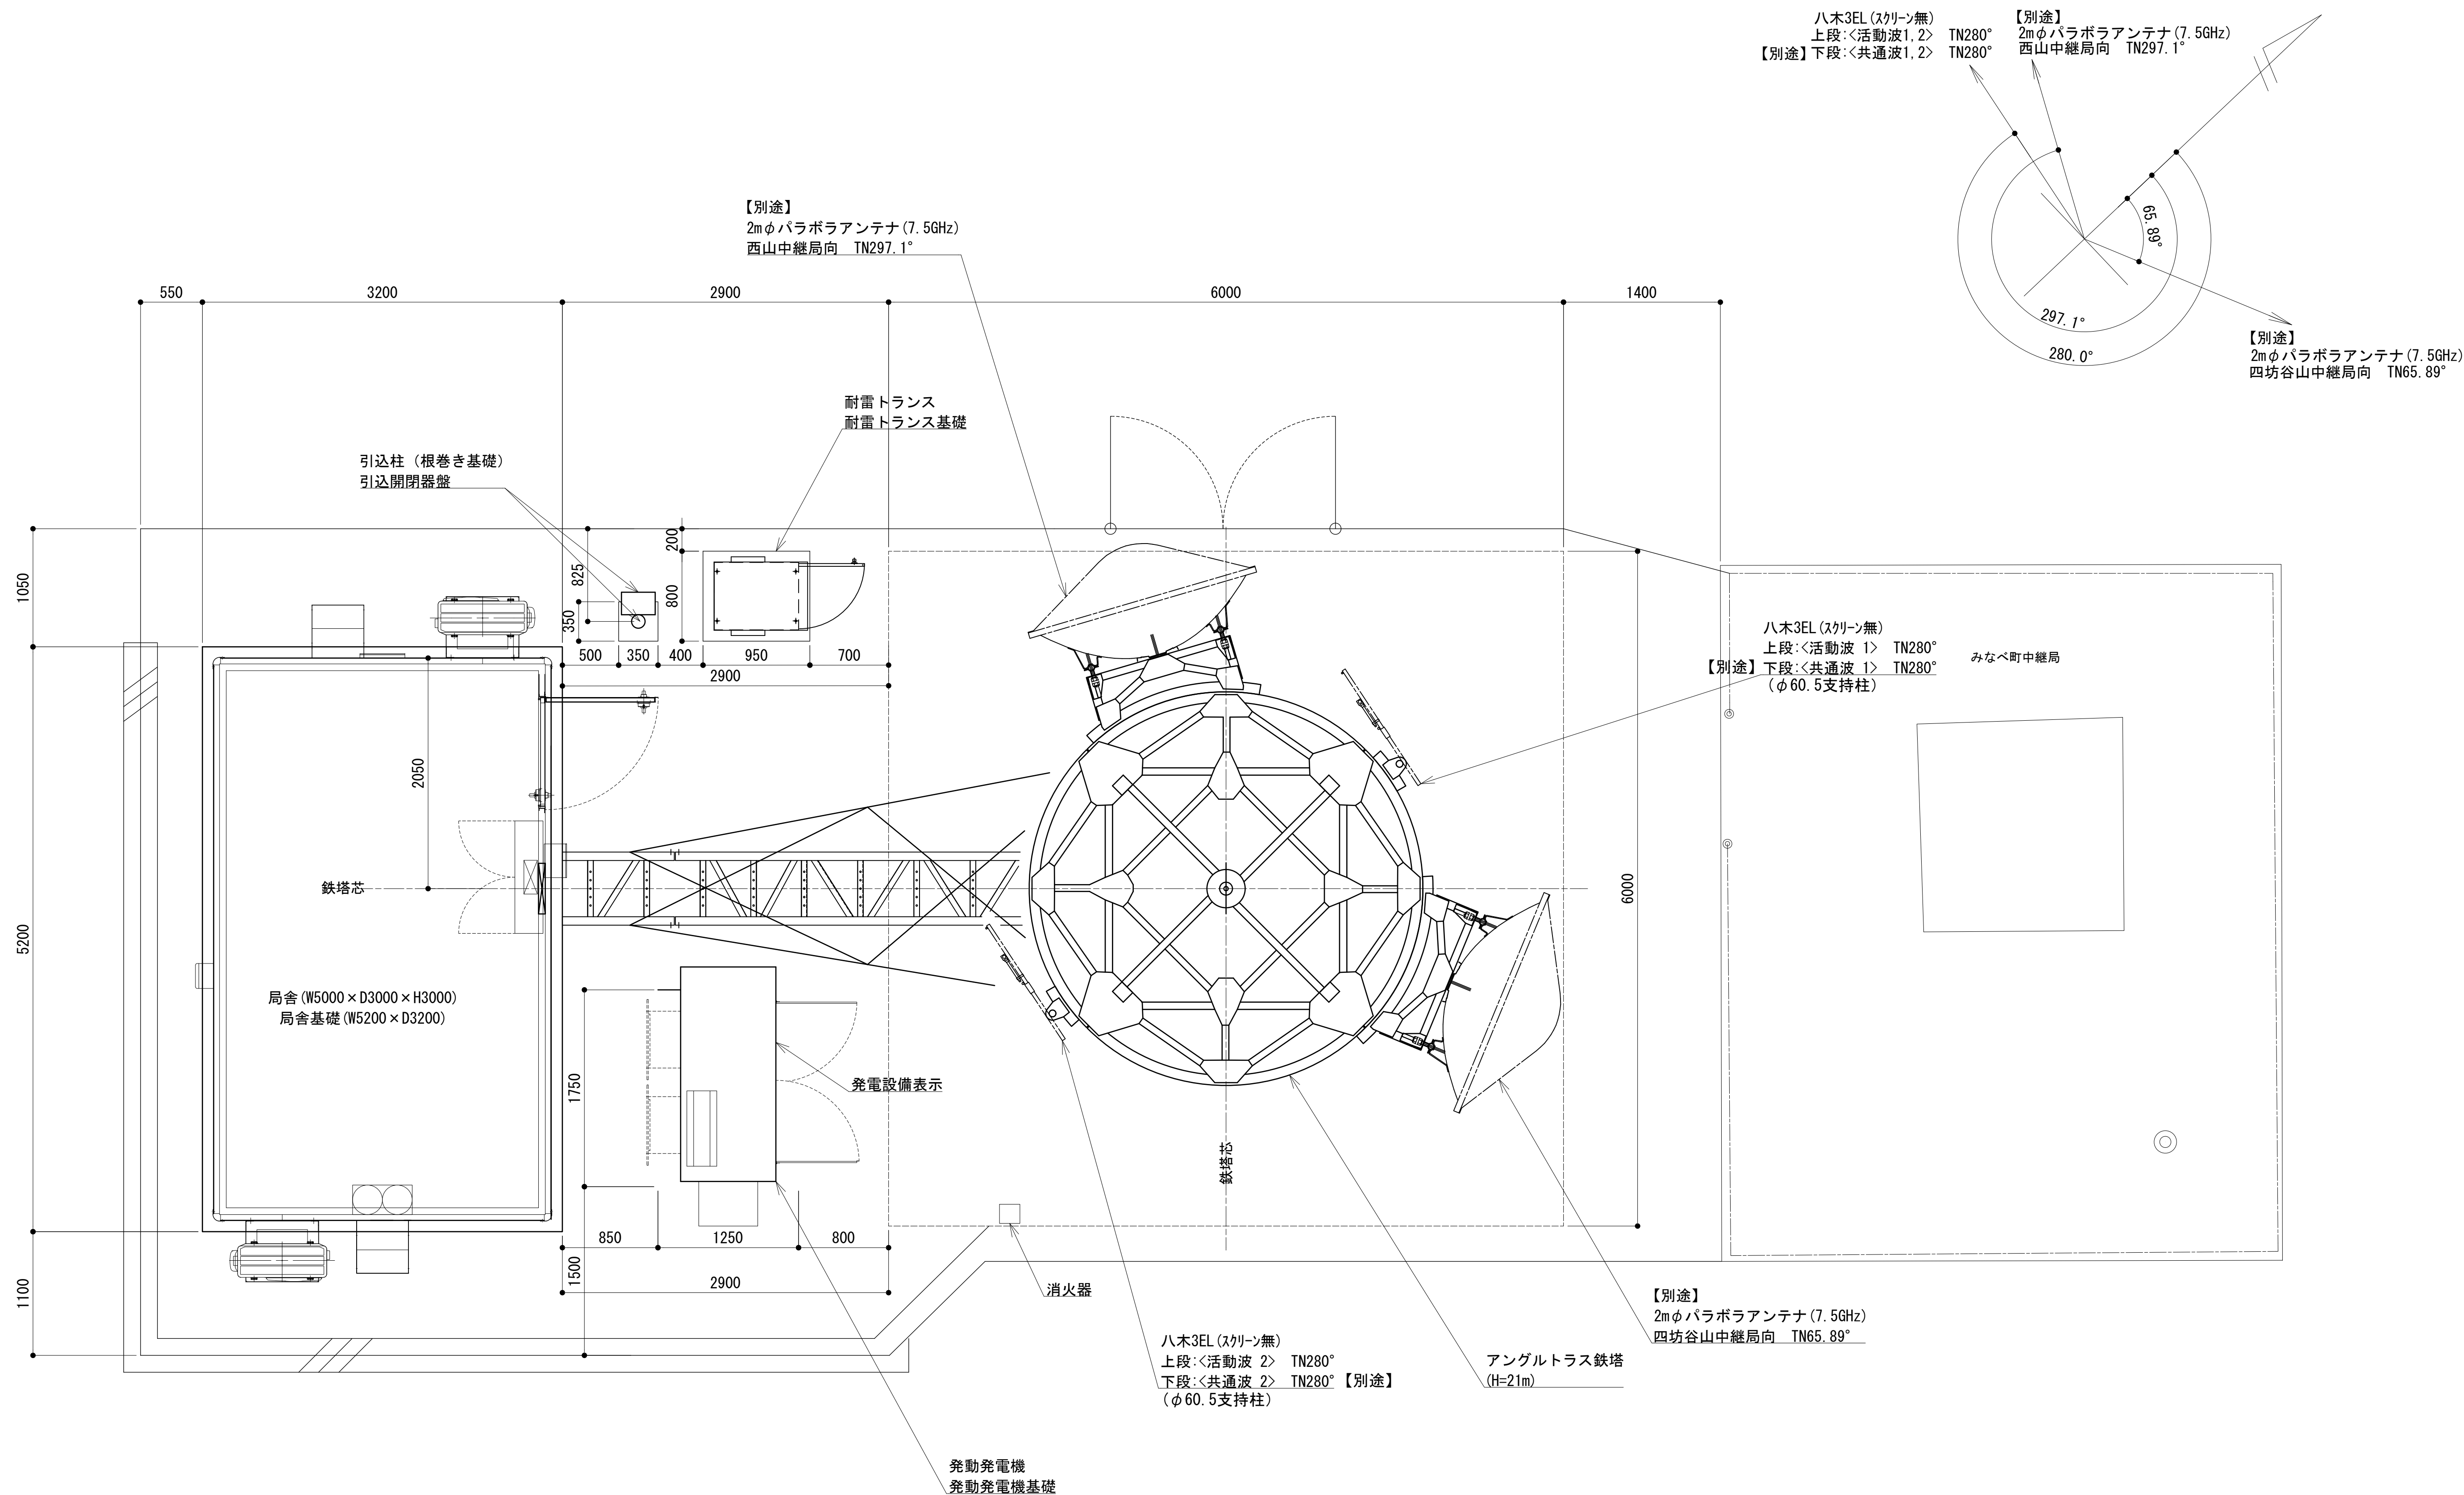 八木3EL(ｽｸﾘｰﾝ無)
上段:<活動波1,2>　TN280°
【別途】下段:<共通波1,2>　TN280°
【別途】
2mφパラボラアンテナ(7.5GHz)
西山中継局向　TN297.1°
65.89°
297.1°
280.0°
【別途】
2mφパラボラアンテナ(7.5GHz)
四坊谷山中継局向　TN65.89°
【別途】
2mφパラボラアンテナ(7.5GHz)
西山中継局向　TN297.1°
550
3200
2900
6000
1400
耐雷トランス
耐雷トランス基礎
引込柱（根巻き基礎）
引込開閉器盤
1050
5200
1100
200
825
800
350
500
350
400
950
700
2900
2050
八木3EL(ｽｸﾘｰﾝ無)
上段:<活動波 1>　TN280°
【別途】下段:<共通波 1>　TN280°
（φ60.5支持柱）
みなべ町中継局
鉄塔芯
6000
局舎(W5000×D3000×H3000)
局舎基礎(W5200×D3200)
1750
発電設備表示
鉄塔芯
850
1250
800
1500
2900
消火器
【別途】
2mφパラボラアンテナ(7.5GHz)
四坊谷山中継局向　TN65.89°
八木3EL(ｽｸﾘｰﾝ無)
上段:<活動波 2>　TN280°
下段:<共通波 2>　TN280°【別途】
（φ60.5支持柱）
アングルトラス鉄塔
(H=21m)
発動発電機
発動発電機基礎